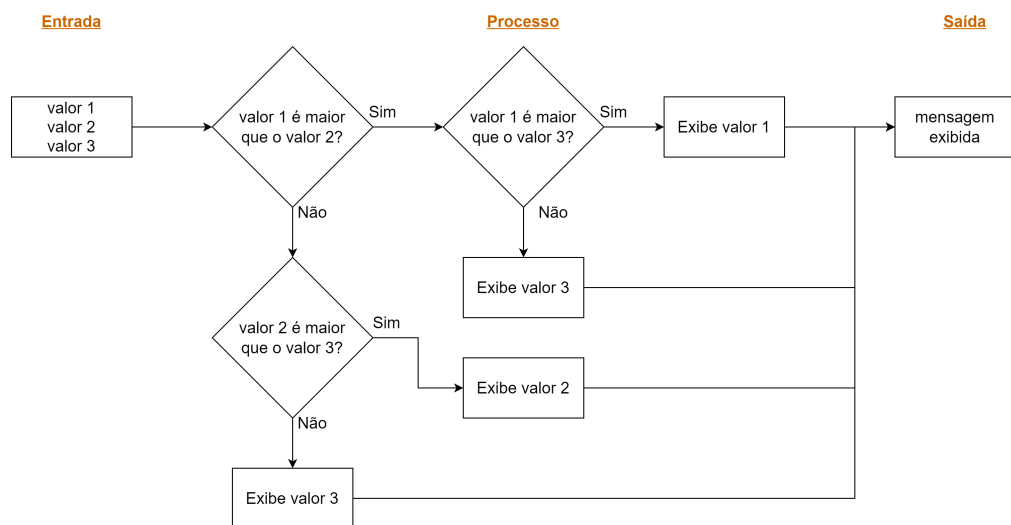 Entrada
Processo
Saída
valor 1
valor 2
valor 3
valor 1 é maior
que o valor 2?
Sim
valor 1 é maior
que o valor 3?
Sim
Exibe valor 1
mensagem
exibida
Não
Não
Exibe valor 3
valor 2 é maior
que o valor 3?
Sim
Exibe valor 2
Não
Exibe valor 3